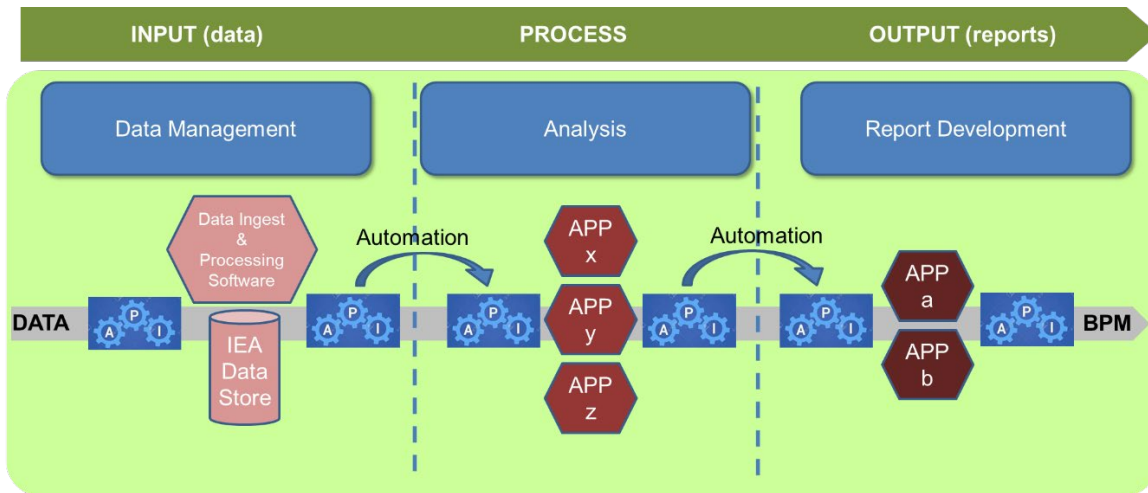 INPUT (data)
PROCESS
OUTPUT (reports)
Data Management
Analysis
Report Development
Data Ingest
&
Processing
Software
Automation
Automation
APP
x
APP
a
DATA
A P I
IEA
Data
Store
A P I
A P I
APP
y
A P I
A P I
A P I
BPM
APP
b
APP
z